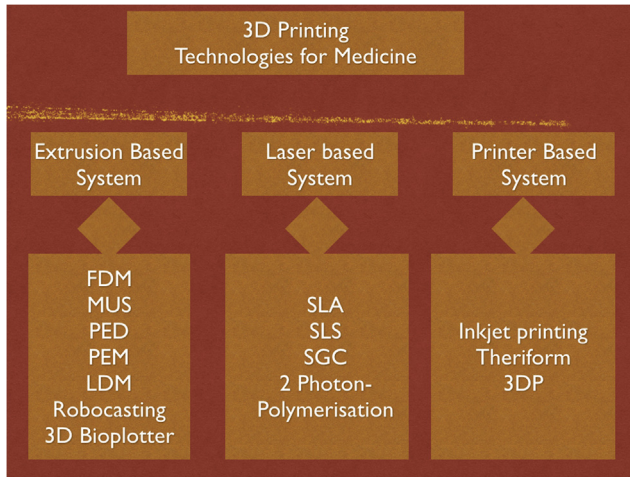 3D Printing
Technologies for Medicine
Extrusion Based
System
Laser based
System
Printer Based
System
FDM
MUS
PED
PEM
LDM
Robocasting
3D Bioplotter
SLA
SLS
SGC
2 Photon-
Polymerisation
Inkjet printing
Theriform
3DP